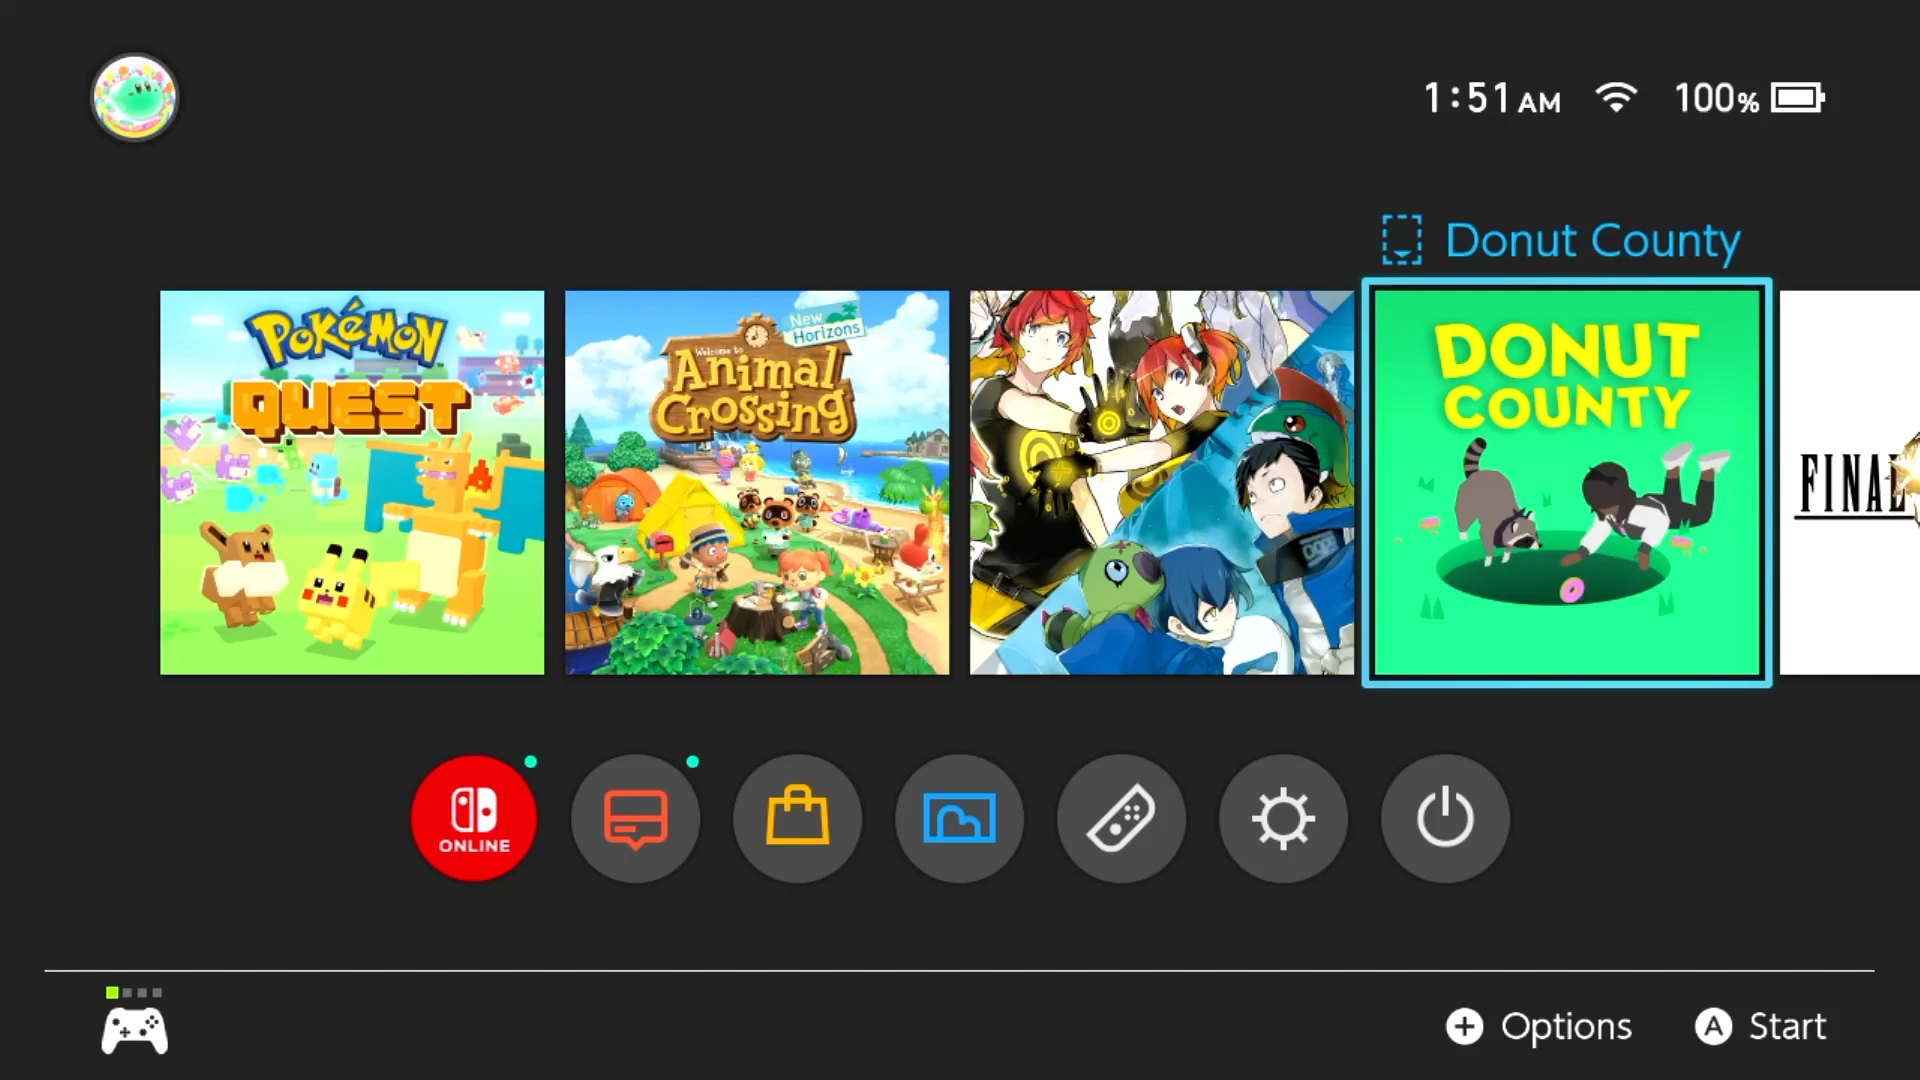 1:51 AM 100%
Donut County
POKéMON
QUEST
New
Horizons
Welcome to
Animal
Crossing
DONUT
COUNTY
FINAL
ONLINE
+ Options
A Start